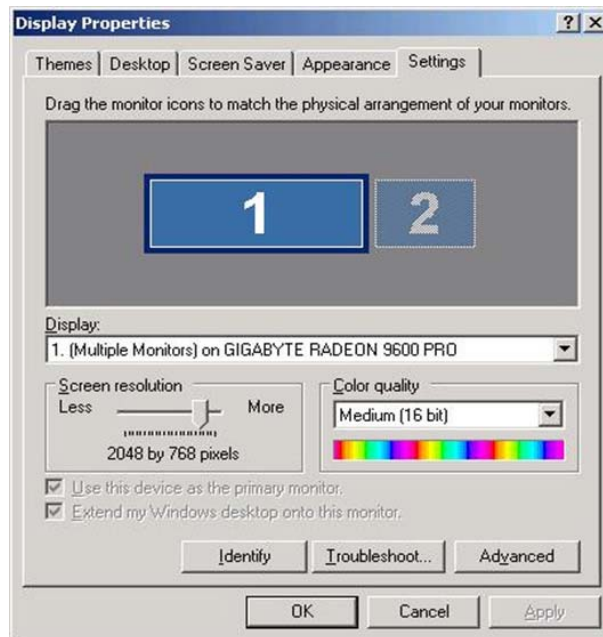 Display Properties
Themes Desktop Screen Saver Appearance Settings
Drag the monitor icons to match the physical arrangement of your monitors.
1 2
Display:
1. (Multiple Monitors) on GIGABYTE RADEON 9600 PRO
Screen resolution
Less More
2048 by 768 pixels
Color quality
Medium (16 bit)
Use this device as the primary monitor.
Extend my Windows desktop onto this monitor.
Identify Troubleshoot... Advanced
OK Cancel Apply